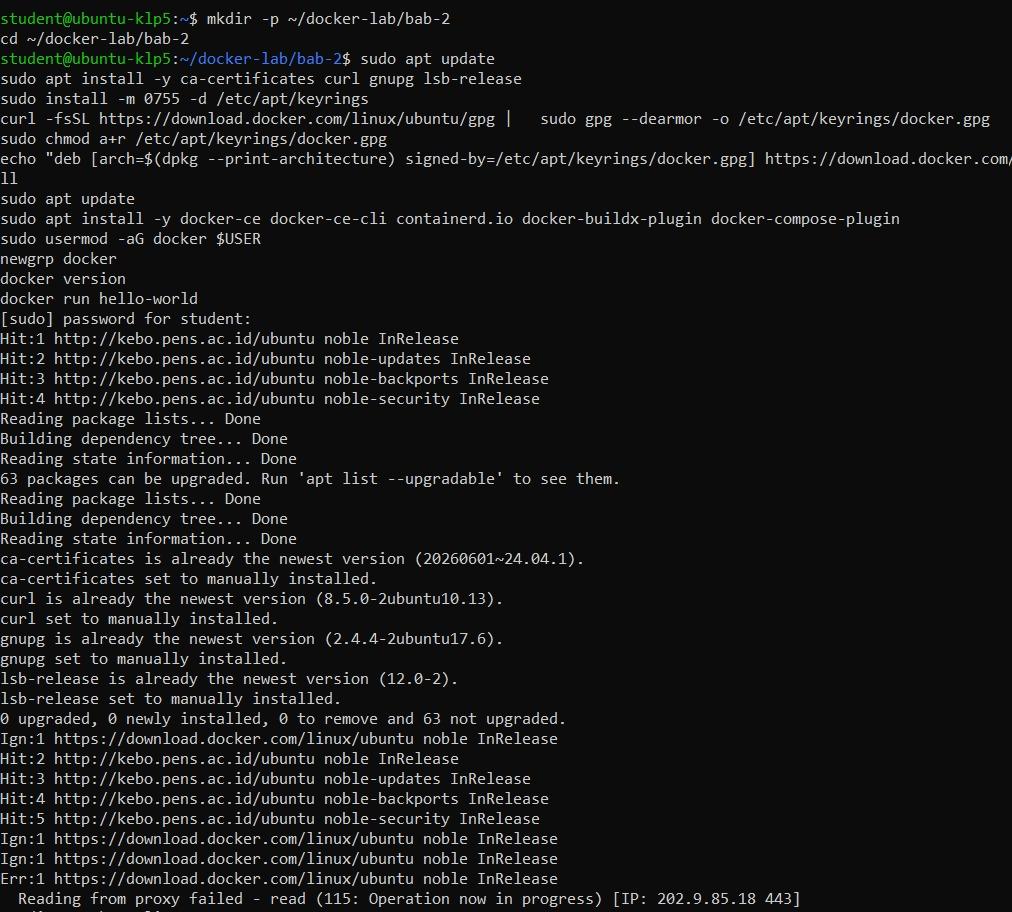 student@ubuntu-klp5:~$ mkdir -p ~/docker-lab/bab-2
cd ~/docker-lab/bab-2
student@ubuntu-klp5:~/docker-lab/bab-2$ sudo apt update
sudo apt install -y ca-certificates curl gnupg lsb-release
sudo install -m 0755 -d /etc/apt/keyrings
curl -fsSL https://download.docker.com/linux/ubuntu/gpg |   sudo gpg --dearmor -o /etc/apt/keyrings/docker.gpg
sudo chmod a+r /etc/apt/keyrings/docker.gpg
echo "deb [arch=$(dpkg --print-architecture) signed-by=/etc/apt/keyrings/docker.gpg] https://download.docker.com/
ll
sudo apt update
sudo apt install -y docker-ce docker-ce-cli containerd.io docker-buildx-plugin docker-compose-plugin
sudo usermod -aG docker $USER
newgrp docker
docker version
docker run hello-world
[sudo] password for student:
Hit:1 http://kebo.pens.ac.id/ubuntu noble InRelease
Hit:2 http://kebo.pens.ac.id/ubuntu noble-updates InRelease
Hit:3 http://kebo.pens.ac.id/ubuntu noble-backports InRelease
Hit:4 http://kebo.pens.ac.id/ubuntu noble-security InRelease
Reading package lists... Done
Building dependency tree... Done
Reading state information... Done
63 packages can be upgraded. Run 'apt list --upgradable' to see them.
Reading package lists... Done
Building dependency tree... Done
Reading state information... Done
ca-certificates is already the newest version (20260601~24.04.1).
ca-certificates set to manually installed.
curl is already the newest version (8.5.0-2ubuntu10.13).
curl set to manually installed.
gnupg is already the newest version (2.4.4-2ubuntu17.6).
gnupg set to manually installed.
lsb-release is already the newest version (12.0-2).
lsb-release set to manually installed.
0 upgraded, 0 newly installed, 0 to remove and 63 not upgraded.
Ign:1 https://download.docker.com/linux/ubuntu noble InRelease
Hit:2 http://kebo.pens.ac.id/ubuntu noble InRelease
Hit:3 http://kebo.pens.ac.id/ubuntu noble-updates InRelease
Hit:4 http://kebo.pens.ac.id/ubuntu noble-backports InRelease
Hit:5 http://kebo.pens.ac.id/ubuntu noble-security InRelease
Ign:1 https://download.docker.com/linux/ubuntu noble InRelease
Ign:1 https://download.docker.com/linux/ubuntu noble InRelease
Err:1 https://download.docker.com/linux/ubuntu noble InRelease
  Reading from proxy failed - read (115: Operation now in progress) [IP: 202.9.85.18 443]